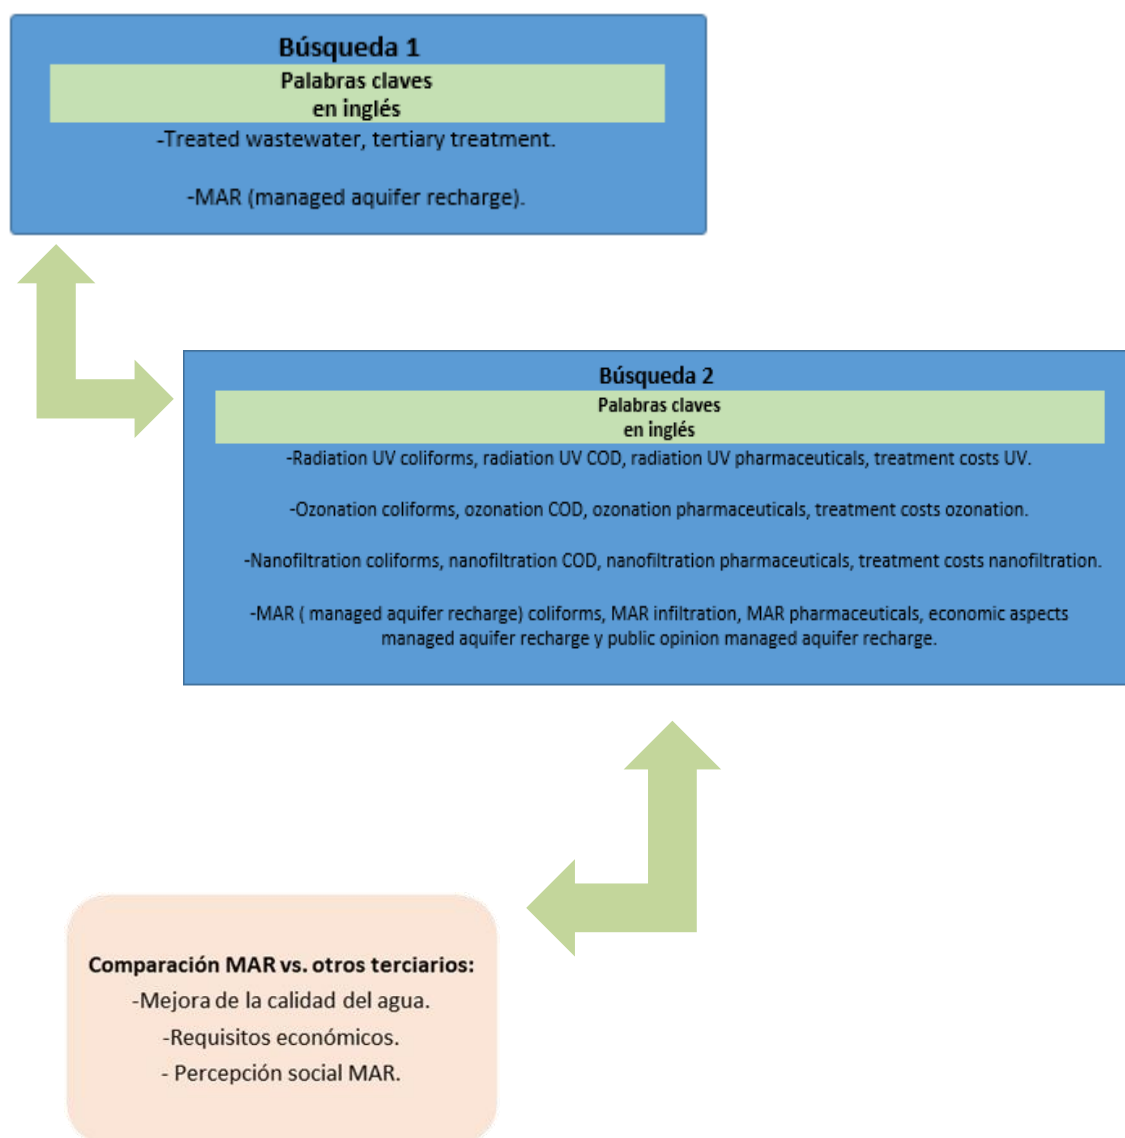 Búsqueda 1
Palabras claves
en inglés
-Treated wastewater, tertiary treatment.
-MAR (managed aquifer recharge).
Búsqueda 2
Palabras claves
en inglés
-Radiation UV coliforms, radiation UV COD, radiation UV pharmaceuticals, treatment costs UV.
-Ozonation coliforms, ozonation COD, ozonation pharmaceuticals, treatment costs ozonation.
-Nanofiltration coliforms, nanofiltration COD, nanofiltration pharmaceuticals, treatment costs nanofiltration.
-MAR ( managed aquifer recharge) coliforms, MAR infiltration, MAR pharmaceuticals, economic aspects
managed aquifer recharge y public opinion managed aquifer recharge.
Comparación MAR vs. otros terciarios:
-Mejora de la calidad del agua.
-Requisitos económicos.
- Percepción social MAR.